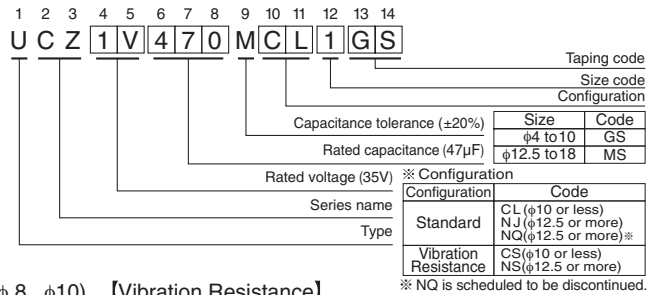 1 2 3 4 5 6 7 8 9 10 11 12 13 14
U C Z 1 V 4 7 0 M C L 1 G S
Taping code
Size code
Configuration
Capacitance tolerance (±20%)
Rated capacitance (47μF)
Rated voltage (35V)
Series name
Type
Size Code
ϕ4 to10 GS
ϕ12.5 to18 MS
※ Configuration
Configuration Code
Standard
CL(ϕ10 or less)
NJ(ϕ12.5 or more)
NQ(ϕ12.5 or more)※
Vibration
Resistance
CS(ϕ10 or less)
NS(ϕ12.5 or more)
※ NQ is scheduled to be discontinued.
ϕ 8 , ϕ10) 【Vibration Resistance】